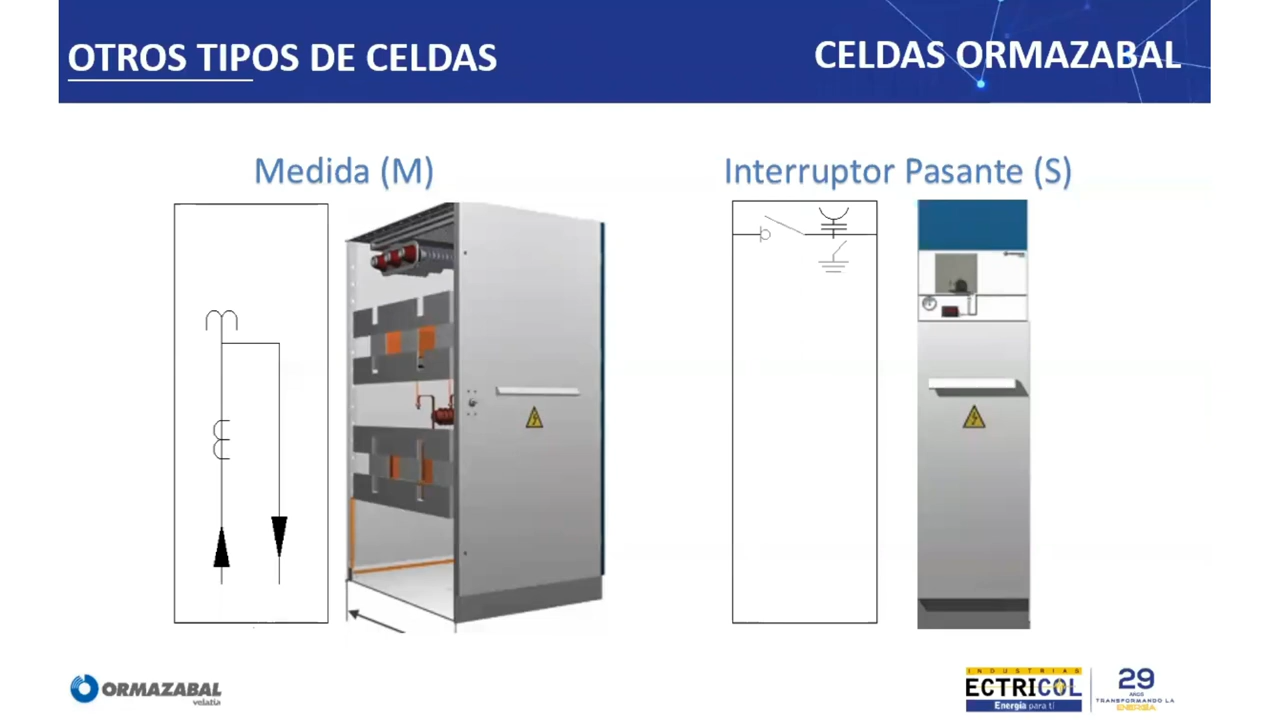 OTROS TIPOS DE CELDAS
CELDAS ORMAZABAL
Medida (M)
Interruptor Pasante (S)
ORMAZABAL
velatia
INDUSTRIAS
ECTRICOL
Energía para ti
29
AÑOS
TRANSFORMANDO LA
ENERGÍA